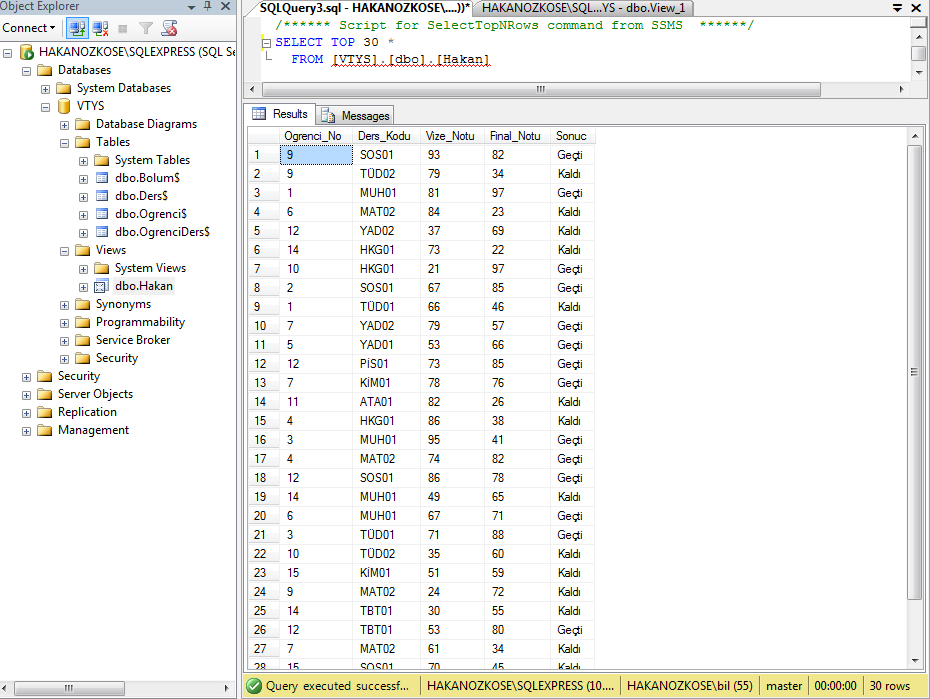 Object Explorer
Connect
HAKANOZKOSE\SQLEXPRESS (SQL Se
Databases
System Databases
VTYS
Database Diagrams
Tables
System Tables
dbo.Bolum$
dbo.Ders$
dbo.Ogrenci$
dbo.OgrenciDers$
Views
System Views
dbo.Hakan
Synonyms
Programmability
Service Broker
Security
Security
Server Objects
Replication
Management
SQLQuery3.sql - HAKANOZKOSE\....))* HAKANOZKOSE\SQL...YS - dbo.View_1
/****** Script for SelectTopNRows command from SSMS ******/
SELECT TOP 30 *
FROM [VTYS].[dbo].[Hakan]
Results Messages
Ogrenci_No Ders_Kodu Vize_Notu Final_Notu Sonuc
1 9 SOS01 93 82 Geçti
2 9 TÜD02 79 34 Kaldı
3 1 MUH01 81 97 Geçti
4 6 MAT02 84 23 Kaldı
5 12 YAD02 37 69 Kaldı
6 14 HKG01 73 22 Kaldı
7 10 HKG01 21 97 Geçti
8 2 SOS01 67 85 Geçti
9 1 TÜD01 66 46 Kaldı
10 7 YAD02 79 57 Geçti
11 5 YAD01 53 66 Geçti
12 12 PİS01 73 85 Geçti
13 7 KİM01 78 76 Geçti
14 11 ATA01 82 26 Kaldı
15 4 HKG01 86 38 Kaldı
16 3 MUH01 95 41 Geçti
17 4 MAT02 74 82 Geçti
18 12 SOS01 86 78 Geçti
19 14 MUH01 49 65 Kaldı
20 6 MUH01 67 71 Geçti
21 3 TÜD01 71 88 Geçti
22 10 TÜD02 35 60 Kaldı
23 15 KİM01 51 59 Kaldı
24 9 MAT02 24 72 Kaldı
25 14 TBT01 30 55 Kaldı
26 12 TBT01 53 80 Geçti
27 7 MAT02 61 34 Kaldı
28 15 SOS01 70 45 Kaldı
Query executed successf... HAKANOZKOSE\SQLEXPRESS (10.... HAKANOZKOSE\bil (55) master 00:00:00 30 rows